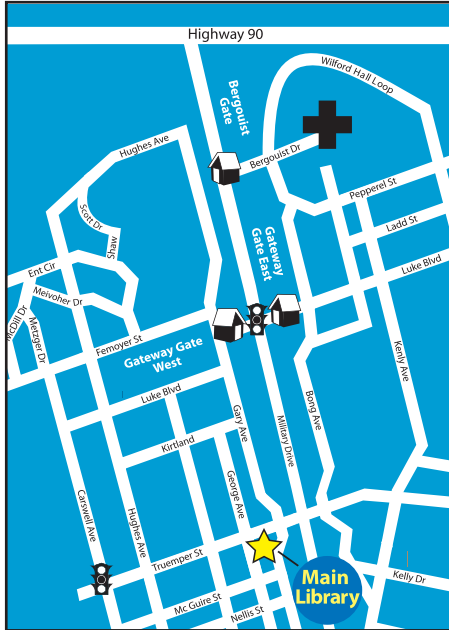 Highway 90
Wilford Hall Loop
Bergouist
Gate
Hughes Ave
Bergouist Dr
Pepperel St
Scott Dr
Ladd St
Shaw
Gateway
Gate East
Luke Blvd
Ent Cir
Meivoher Dr
McDill Dr
Metzger Dr
Femoyer St
Gateway Gate
West
Kenly Ave
Luke Blvd
Gary Ave
Bong Ave
Military Drive
Kirtland
George Ave
Carswell Ave
Hughes Ave
Truemper St
Main
Library
Kelly Dr
Mc Guire St
Nellis St